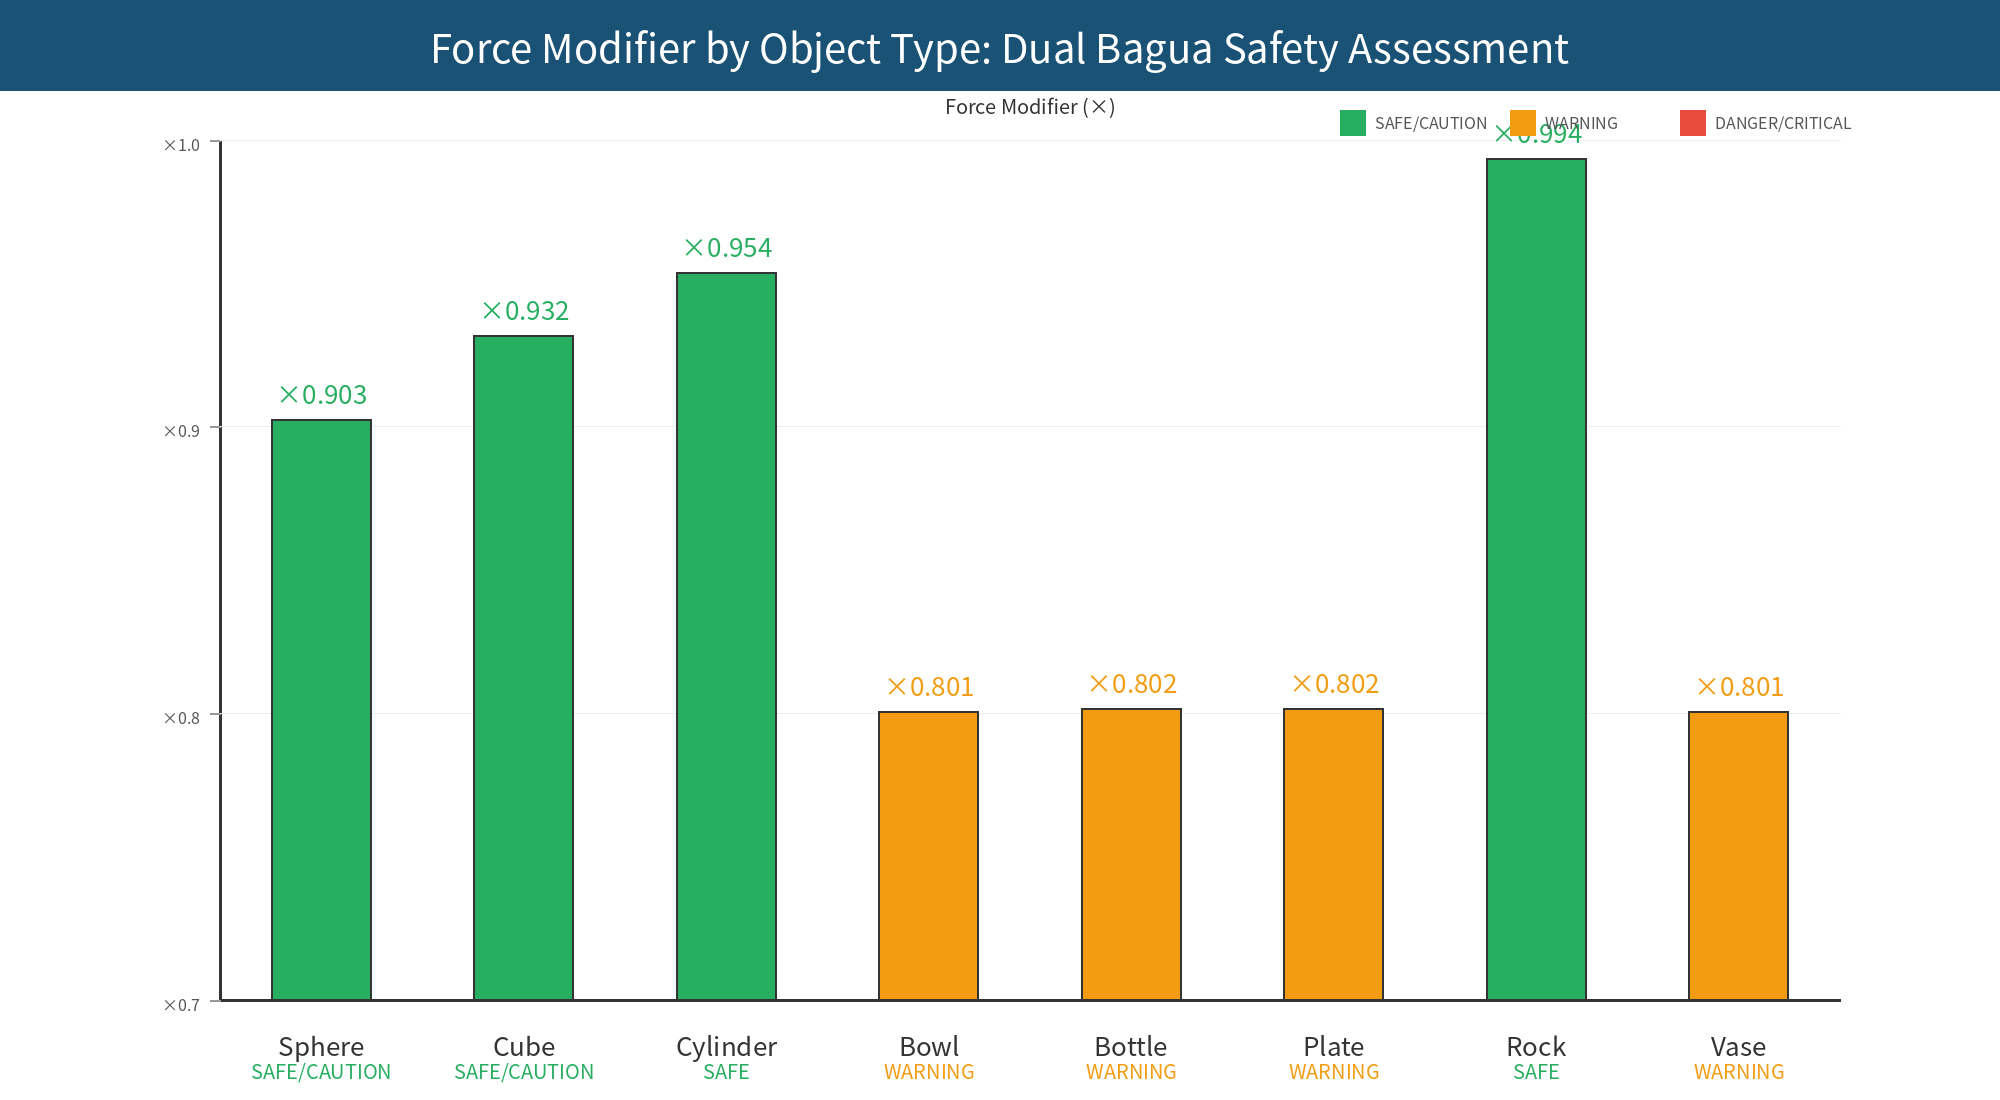 Force Modifier by Object Type: Dual Bagua Safety Assessment
Force Modifier (×)
SAFE/CAUTION
WARNING
DANGER/CRITICAL
×1.0
×0.9
×0.8
×0.7
×0.903
×0.932
×0.954
×0.801
×0.802
×0.802
×0.994
×0.801
Sphere
SAFE/CAUTION
Cube
SAFE/CAUTION
Cylinder
SAFE
Bowl
WARNING
Bottle
WARNING
Plate
WARNING
Rock
SAFE
Vase
WARNING